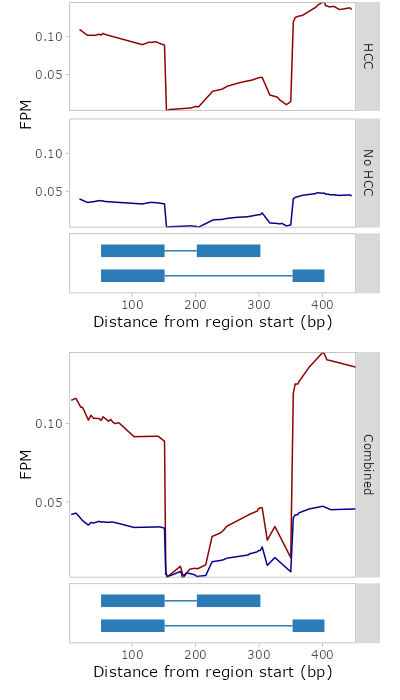 HCC
0.10
0.05
FPM
No HCC
0.10
0.05
100 200 300 400
Distance from region start (bp)
Combined
0.10
FPM
0.05
100 200 300 400
Distance from region start (bp)